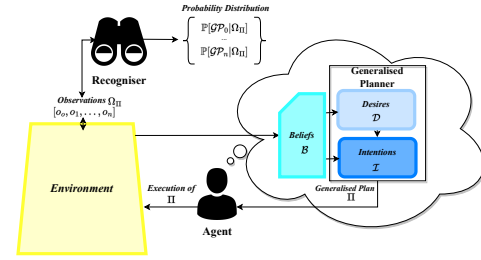 Probability Distribution
ℙ[𝒢𝒫₀|Ω_Π]
...
ℙ[𝒢𝒫ₙ|Ω_Π]
Recogniser
Observations Ω_Π
[o₀, o₁, . . . , oₙ]
Environment
Generalised
Planner
Desires
𝒟
Beliefs
ℬ
Intentions
ℐ
Generalised Plan
Π
Execution of
Π
Agent